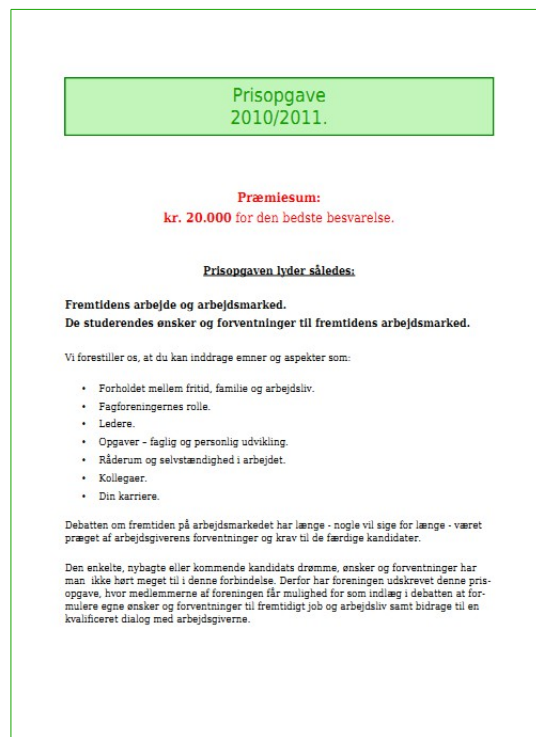 Prisopgave
2010/2011.
Præmiesum:
kr. 20.000 for den bedste besvarelse.
Prisopgaven lyder således:
Fremtidens arbejde og arbejdsmarked.
De studerendes ønsker og forventninger til fremtidens arbejdsmarked.
Vi forestiller os, at du kan inddrage emner og aspekter som:
• Forholdet mellem fritid, familie og arbejdsliv.
• Fagforeningernes rolle.
• Ledere.
• Opgaver – faglig og personlig udvikling.
• Råderum og selvstændighed i arbejdet.
• Kollegaer.
• Din karriere.
Debatten om fremtiden på arbejdsmarkedet har længe - nogle vil sige for længe - været
præget af arbejdsgiverens forventninger og krav til de færdige kandidater.
Den enkelte, nybagte eller kommende kandidats drømme, ønsker og forventninger har
man ikke hørt meget til i denne forbindelse. Derfor har foreningen udskrevet denne pris-
opgave, hvor medlemmerne af foreningen får mulighed for som indlæg i debatten at for-
mulere egne ønsker og forventninger til fremtidigt job og arbejdsliv samt bidrage til en
kvalificeret dialog med arbejdsgiverne.